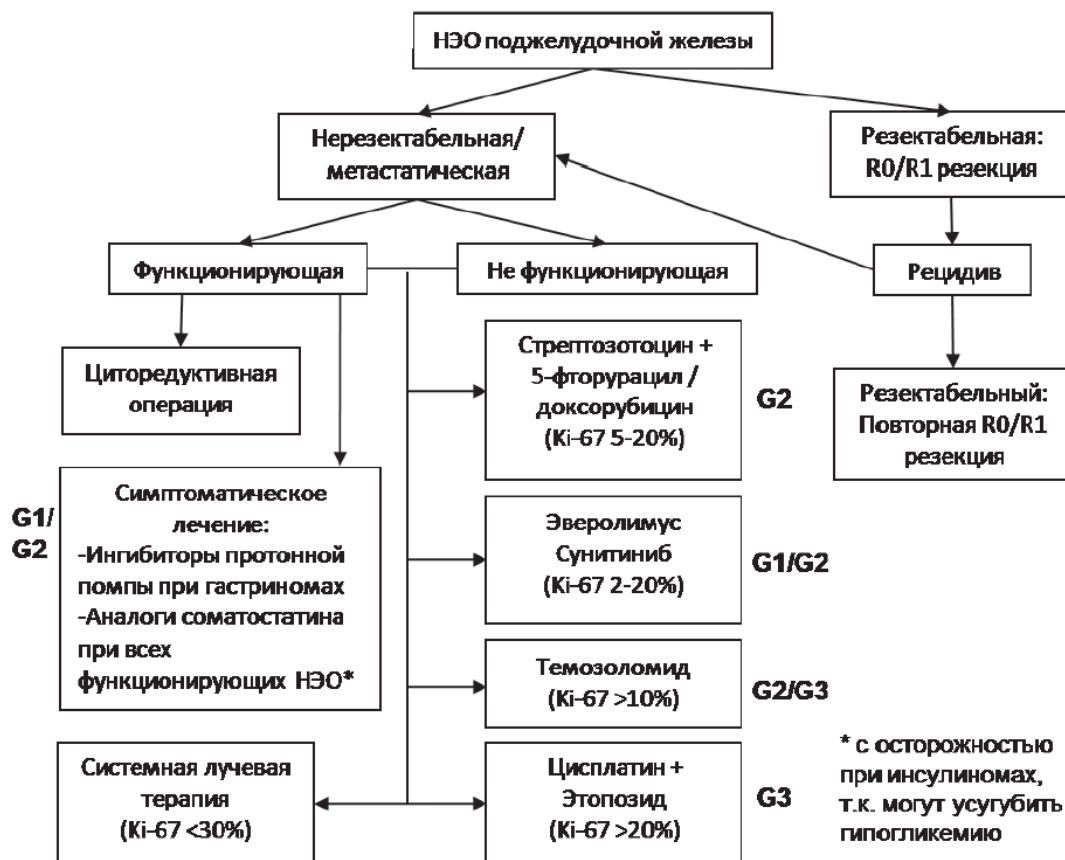 НЭО поджелудочной железы
Нерезектабельная/
метастатическая
Резектабельная:
R0/R1 резекция
Функционирующая
Не функционирующая
Рецидив
Циторедуктивная
операция
Стрептозотоцин +
5-фторурацил /
доксорубицин
(Ki-67 5-20%)
G2
Резектабельный:
Повторная R0/R1
резекция
G1/
G2
Симптоматическое
лечение:
-Ингибиторы протонной
помпы при гастриномах
-Аналоги соматостатина
при всех
функционирующих НЭО*
Эверолимус
Сунитиниб
(Ki-67 2-20%)
G1/G2
Темозоломид
(Ki-67 >10%)
G2/G3
Системная лучевая
терапия
(Ki-67 <30%)
Цисплатин +
Этопозид
(Ki-67 >20%)
G3
* с осторожностью
при инсулиномах,
т.к. могут усугубить
гипогликемию